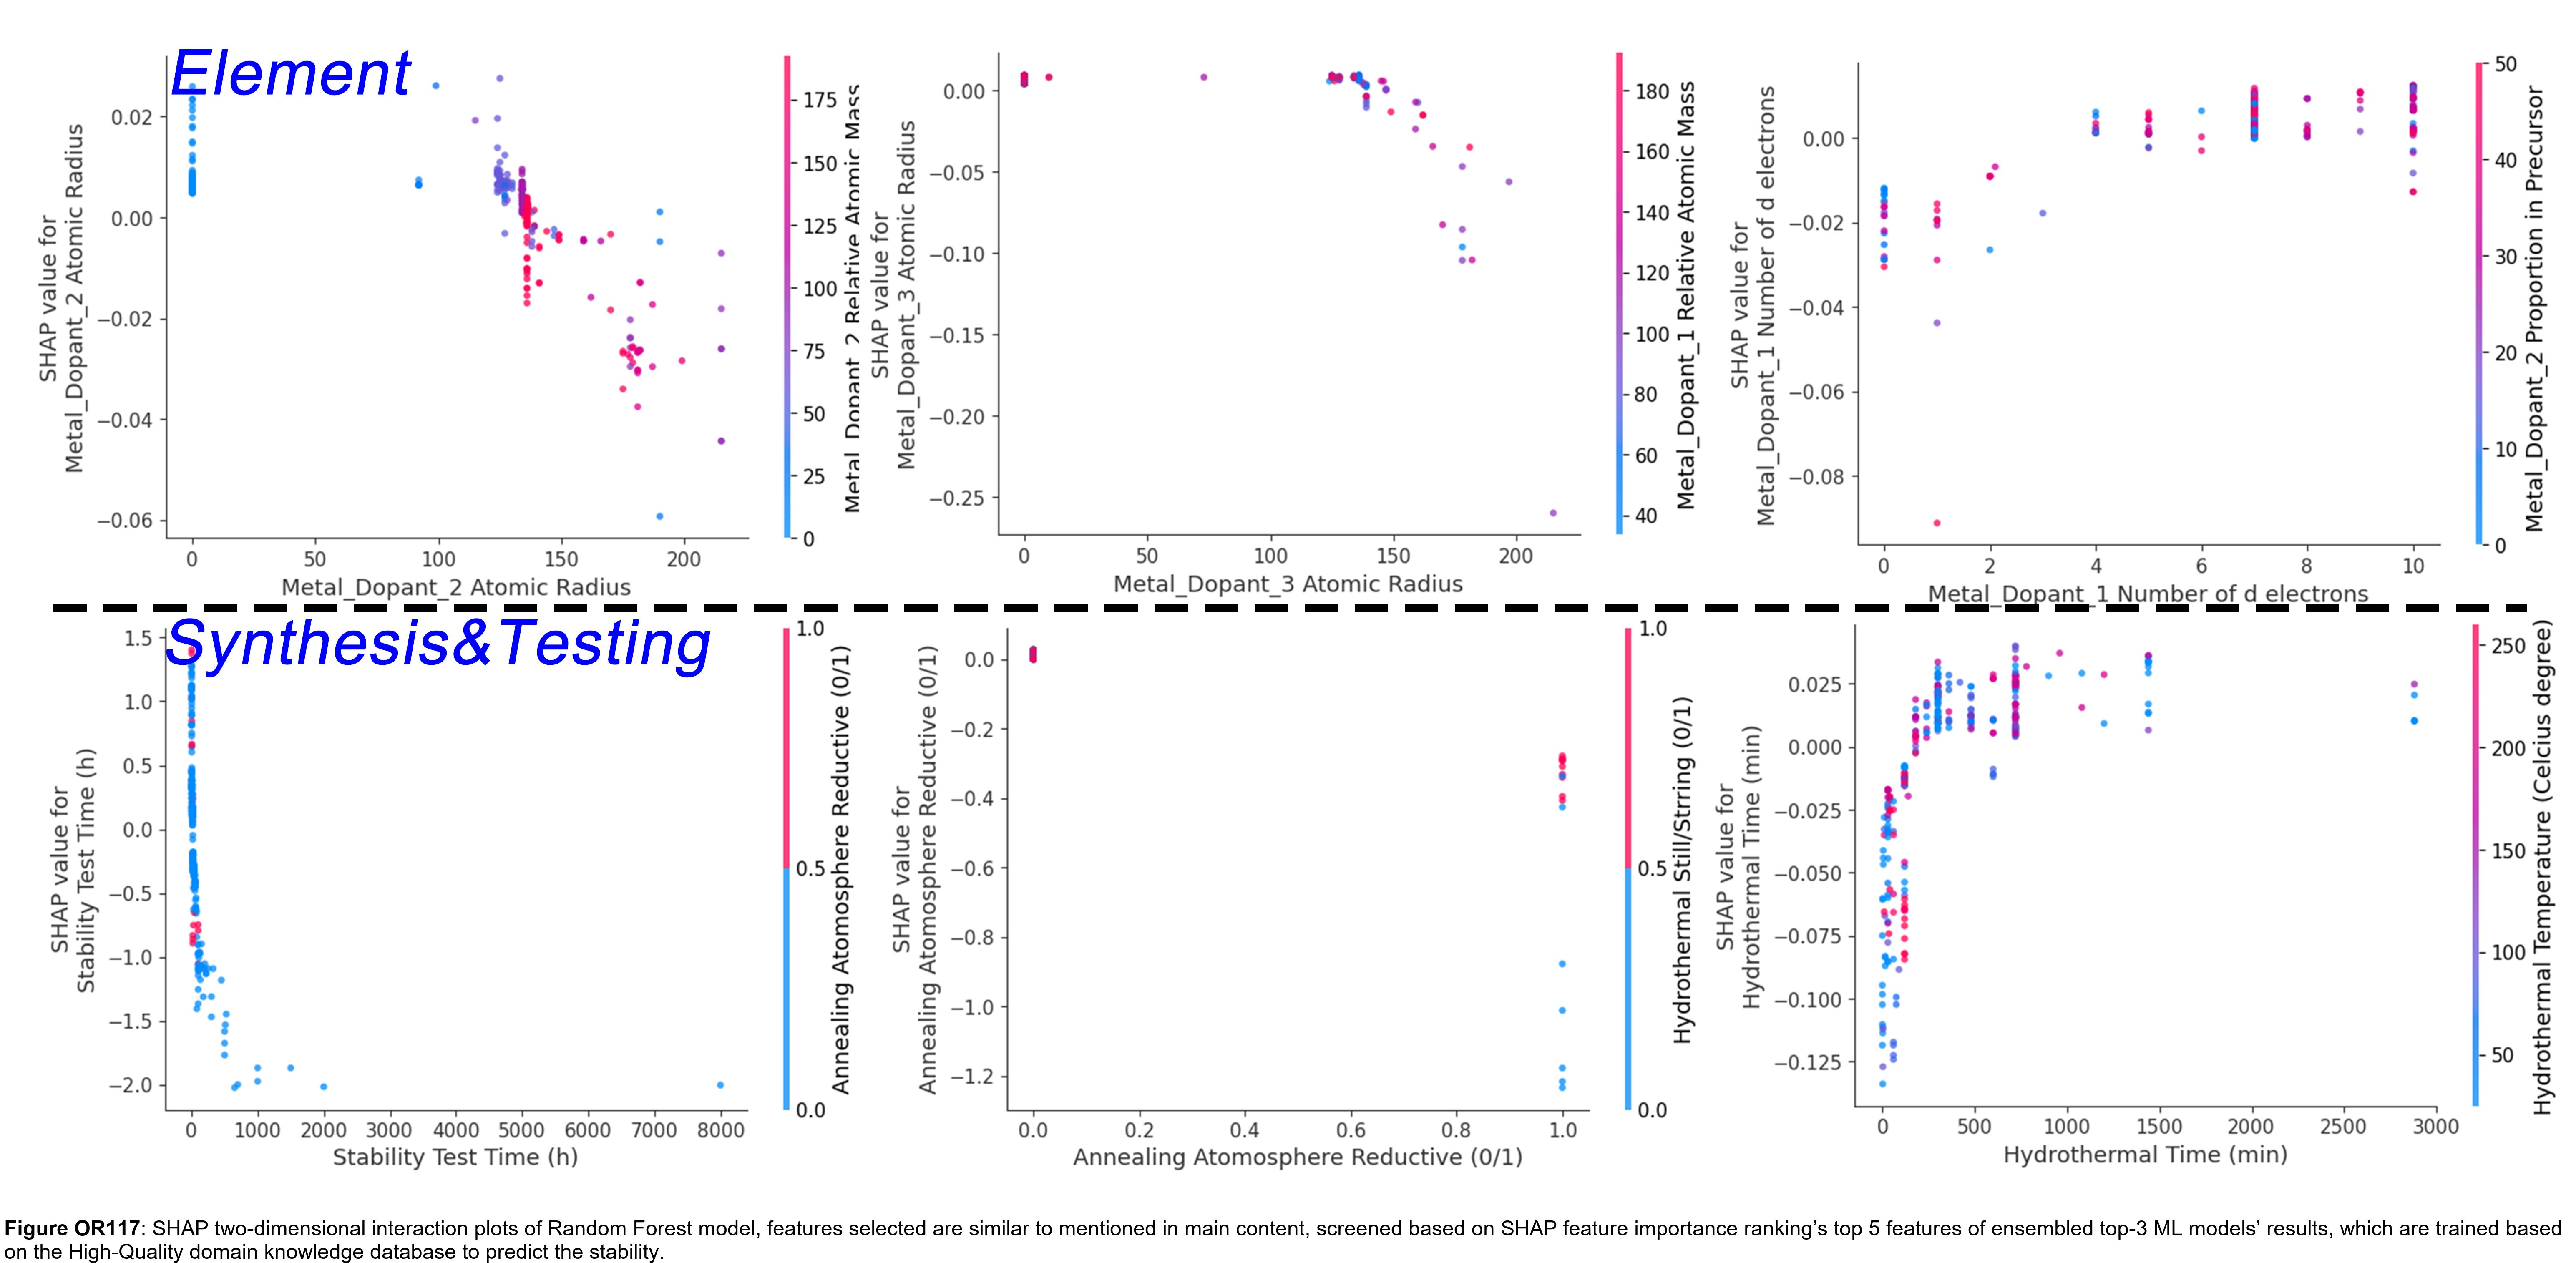 Element
0.02
0.00
−0.02
−0.04
−0.06
SHAP value for
Metal_Dopant_2 Atomic Radius
0 50 100 150 200
Metal_Dopant_2 Atomic Radius
175
150
125
100
75
50
25
0
Metal_Dopant_2 Relative Atomic Mass
0.00
−0.05
−0.10
−0.15
−0.20
−0.25
SHAP value for
Metal_Dopant_3 Atomic Radius
0 50 100 150 200
Metal_Dopant_3 Atomic Radius
180
160
140
120
100
80
60
40
Metal_Dopant_1 Relative Atomic Mass
0.00
−0.02
−0.04
−0.06
−0.08
SHAP value for
Metal_Dopant_1 Number of d electrons
0 2 4 6 8 10
Metal_Dopant_1 Number of d electrons
50
40
30
20
10
0
Metal_Dopant_2 Proportion in Precursor
Synthesis&Testing
1.5
1.0
0.5
0.0
−0.5
−1.0
−1.5
−2.0
SHAP value for
Stability Test Time (h)
0 1000 2000 3000 4000 5000 6000 7000 8000
Stability Test Time (h)
1.0
0.5
0.0
Annealing Atomosphere Reductive (0/1)
0.0
−0.2
−0.4
−0.6
−0.8
−1.0
−1.2
SHAP value for
Annealing Atomosphere Reductive (0/1)
0.0 0.2 0.4 0.6 0.8 1.0
Annealing Atomosphere Reductive (0/1)
1.0
0.5
0.0
Hydrothermal Still/Strring (0/1)
0.025
0.000
−0.025
−0.050
−0.075
−0.100
−0.125
SHAP value for
Hydrothermal Time (min)
0 500 1000 1500 2000 2500 3000
Hydrothermal Time (min)
250
200
150
100
50
Hydrothermal Temperature (Celcius degree)
Figure OR117: SHAP two-dimensional interaction plots of Random Forest model, features selected are similar to mentioned in main content, screened based on SHAP feature importance ranking’s top 5 features of ensembled top-3 ML models’ results, which are trained based
on the High-Quality domain knowledge database to predict the stability.